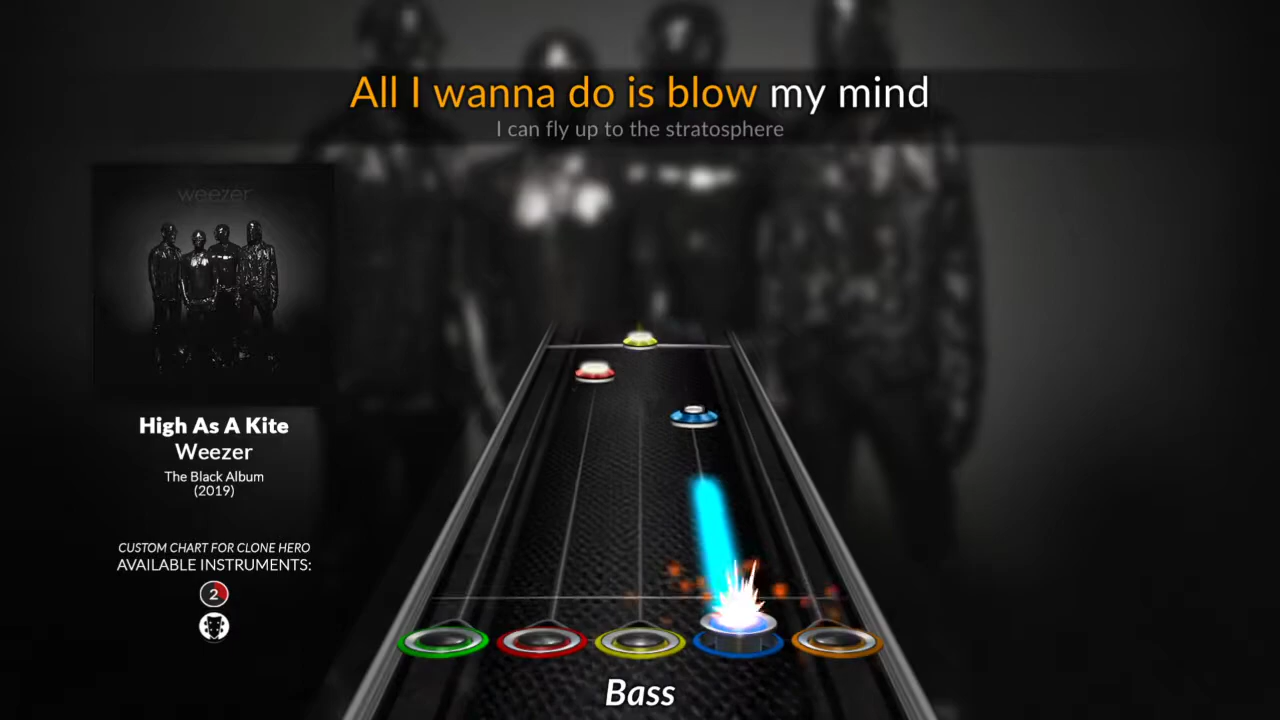 All I wanna do is blow my mind
I can fly up to the stratosphere
weezer
High As A Kite
Weezer
The Black Album
(2019)
CUSTOM CHART FOR CLONE HERO
AVAILABLE INSTRUMENTS:
2
Bass